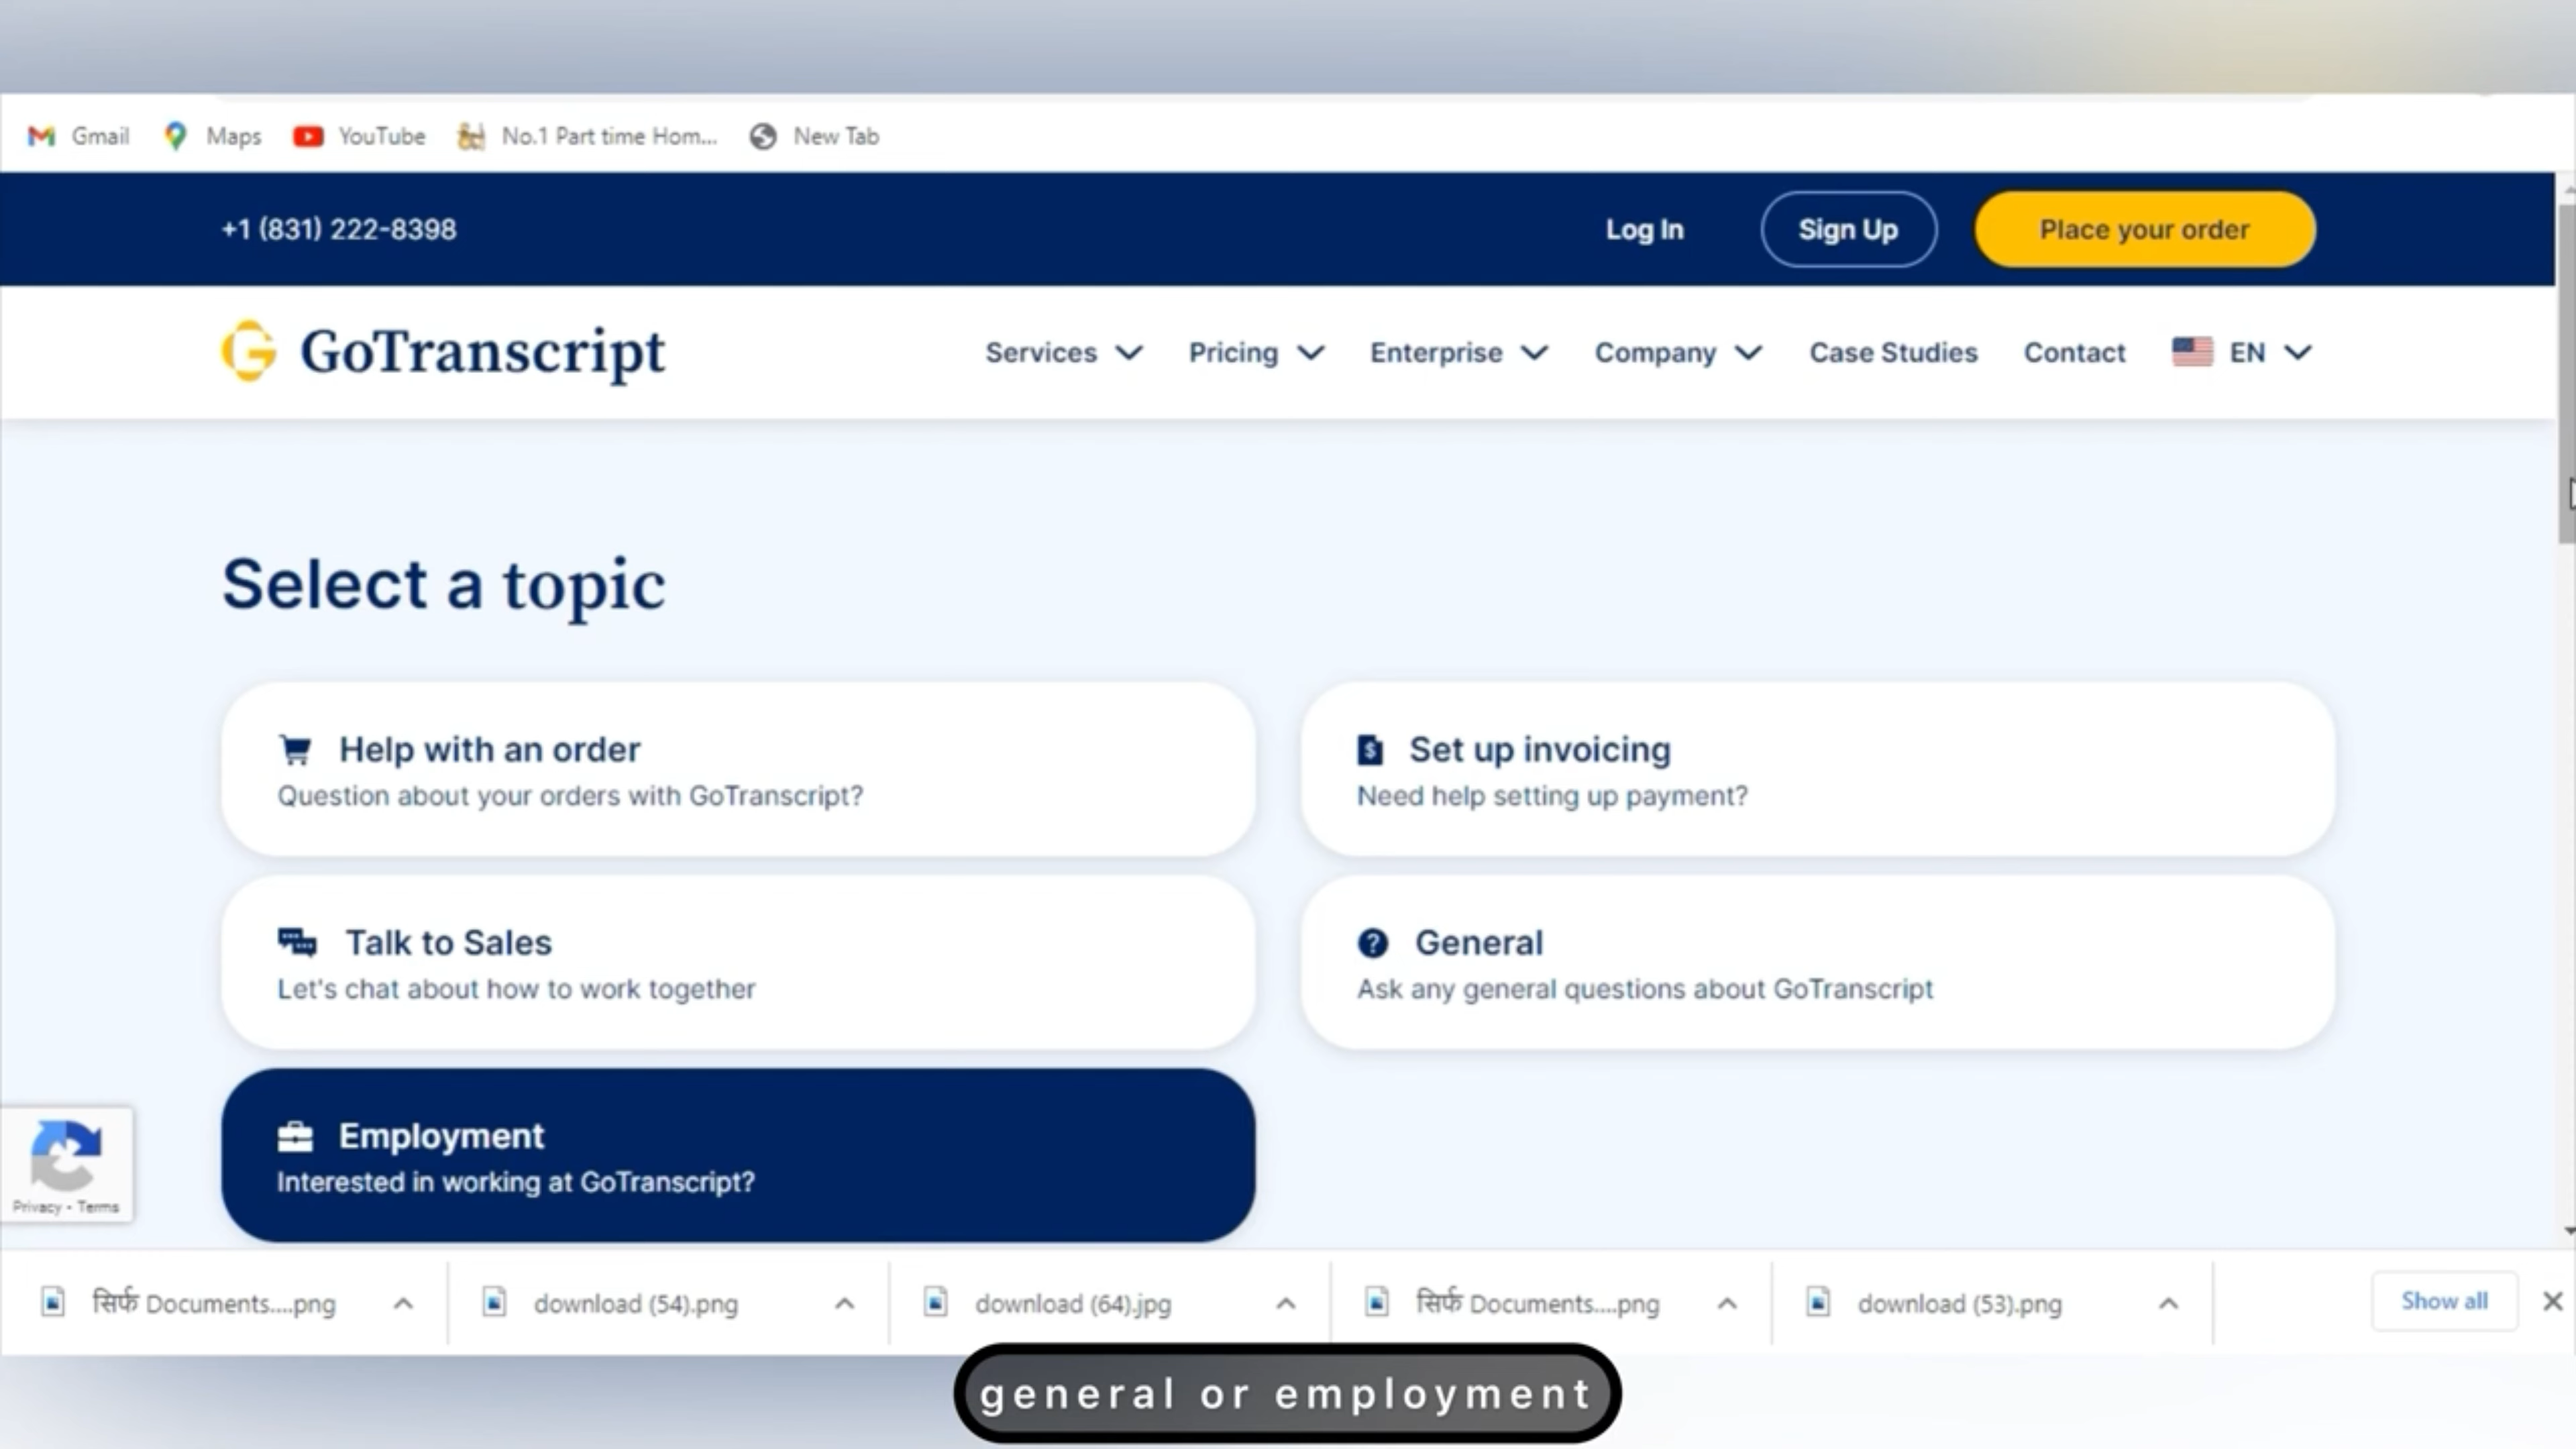 Gmail Maps YouTube No.1 Part time Hom... New Tab
+1 (831) 222-8398 Log In Sign Up Place your order
GoTranscript Services Pricing Enterprise Company Case Studies Contact EN
Select a topic
Help with an order
Question about your orders with GoTranscript?
Set up invoicing
Need help setting up payment?
Talk to Sales
Let's chat about how to work together
General
Ask any general questions about GoTranscript
Employment
Interested in working at GoTranscript?
Privacy - Terms
सिर्फ Documents....png download (54).png download (64).jpg सिर्फ Documents....png download (53).png Show all
general or employment